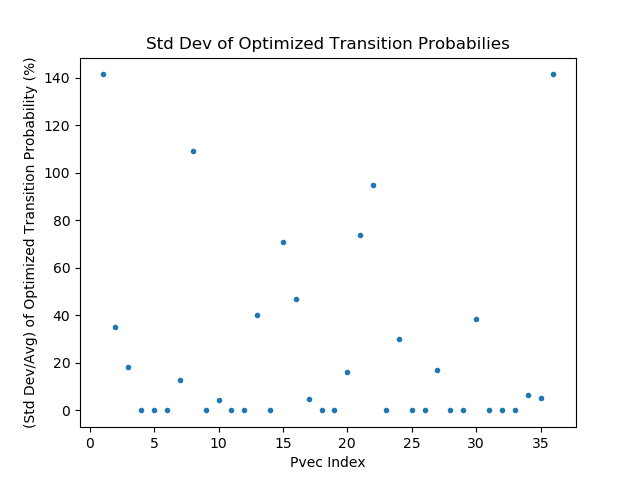 Std Dev of Optimized Transition Probabilies
(Std Dev/Avg) of Optimized Transition Probability (%)
140
120
100
80
60
40
20
0
0 5 10 15 20 25 30 35
Pvec Index